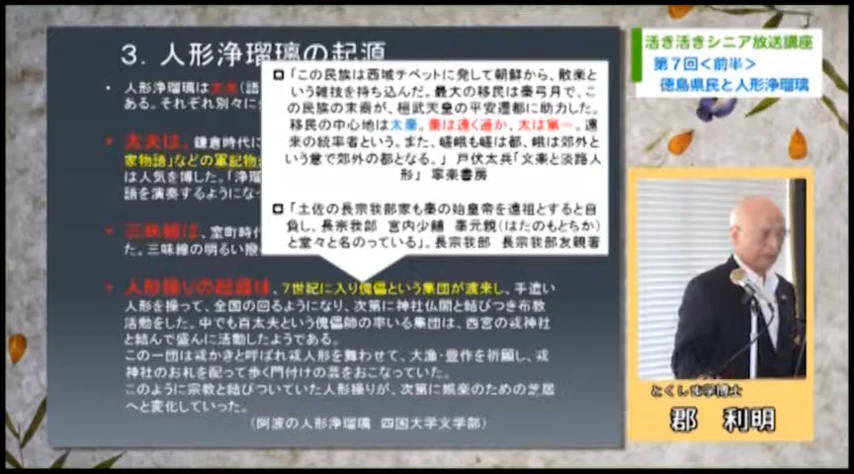 3．人形浄瑠璃の起源
・人形浄瑠璃は太夫(語
ある。それぞれ別々に
・太夫は、鎌倉時代に
家物語」などの軍記物
は人気を博した。「浄瑠
語を演奏するようになっ
・三味線は、室町時代
た。三味線の明るい撥
・人形操りの起源は、7世紀に入り傀儡という集団が渡来し、手遣い
人形を操って、全国の回るようになり、次第に神社仏閣と結びつき布教
活動をした。中でも百太夫という傀儡師の率いる集団は、西宮の戎神社
と結んで盛んに活動したようである。
この一団は戎かきと呼ばれ戎人形を舞わせて、大漁・豊作を祈願し、戎
神社のお札を配って歩く門付けの芸をおこなっていた。
このように宗教と結びついていた人形操りが、次第に娯楽のための芝居
へと変化していった。
（阿波の人形浄瑠璃 四国大学文学部）
□「この民族は西域チベットに発して朝鮮から、散楽と
いう雑技を持ち込んだ。最大の移民は秦弓月で、こ
の民族の末裔が、桓武天皇の平安遷都に助力した。
移民の中心地は太秦。秦は遠く遥か、太は第一。遠
来の統率者という。また、嵯峨も嵯は都、峨は郊外と
いう意で郊外の都となる。」 戸伏太兵「文楽と淡路人
形」 寧楽書房
□「土佐の長宗我部家も秦の始皇帝を遠祖とすると自
負し、長宗我部 宮内少輔 秦元親（はたのもとちか）
と堂々と名のっている」。長宗我部 長宗我部友親著
活き活きシニア放送講座
第7回＜前半＞
徳島県民と人形浄瑠璃
とくしま学博士
郡 利明